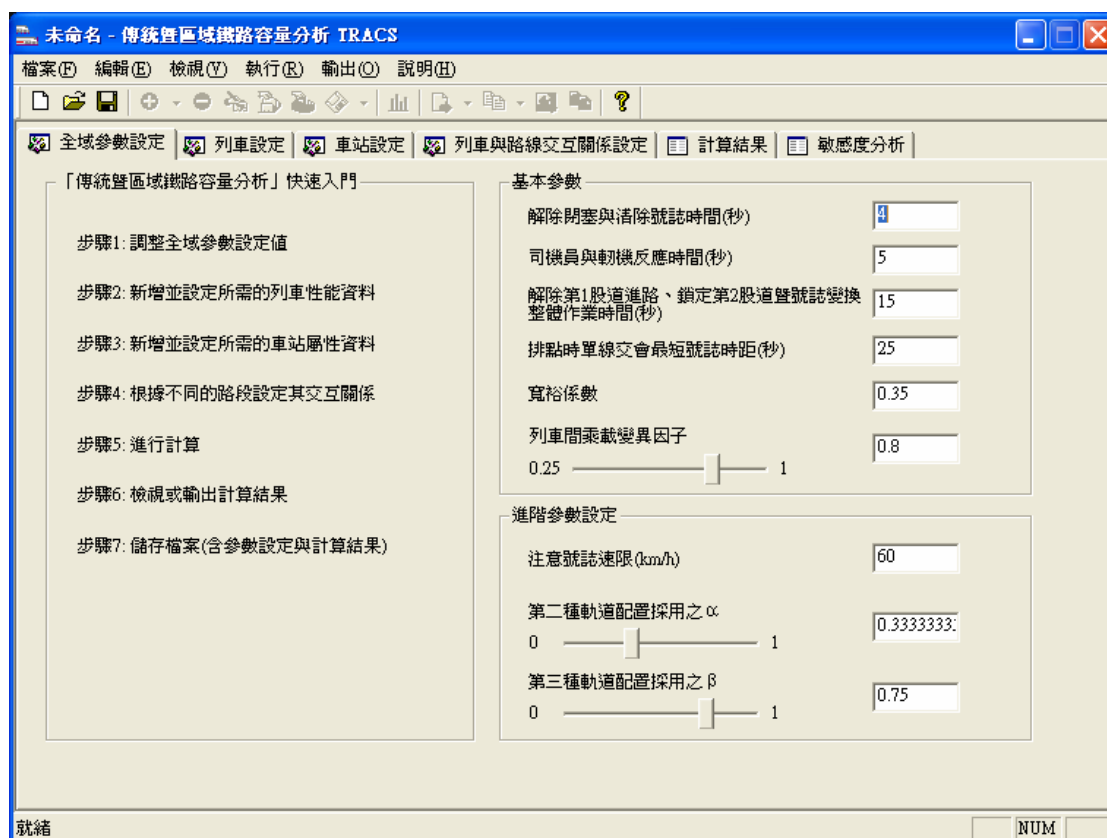 未命名 - 傳統暨區域鐵路容量分析 TRACS
檔案(F) 編輯(E) 檢視(V) 執行(R) 輸出(O) 說明(H)
全域參數設定 列車設定 車站設定 列車與路線交互關係設定 計算結果 敏感度分析
「傳統暨區域鐵路容量分析」快速入門
步驟1: 調整全域參數設定值
步驟2: 新增並設定所需的列車性能資料
步驟3: 新增並設定所需的車站屬性資料
步驟4: 根據不同的路段設定其交互關係
步驟5: 進行計算
步驟6: 檢視或輸出計算結果
步驟7: 儲存檔案(含參數設定與計算結果)
基本參數
解除閉塞與清除號誌時間(秒) 4
司機員與軔機反應時間(秒) 5
解除第1股道進路、鎖定第2股道暨號誌變換
整體作業時間(秒) 15
排點時單線交會最短號誌時距(秒) 25
寬裕係數 0.35
列車間乘載變異因子 0.8
0.25 1
進階參數設定
注意號誌速限(km/h) 60
第二種軌道配置採用之α 0.3333333
0 1
第三種軌道配置採用之β 0.75
0 1
就緒 NUM